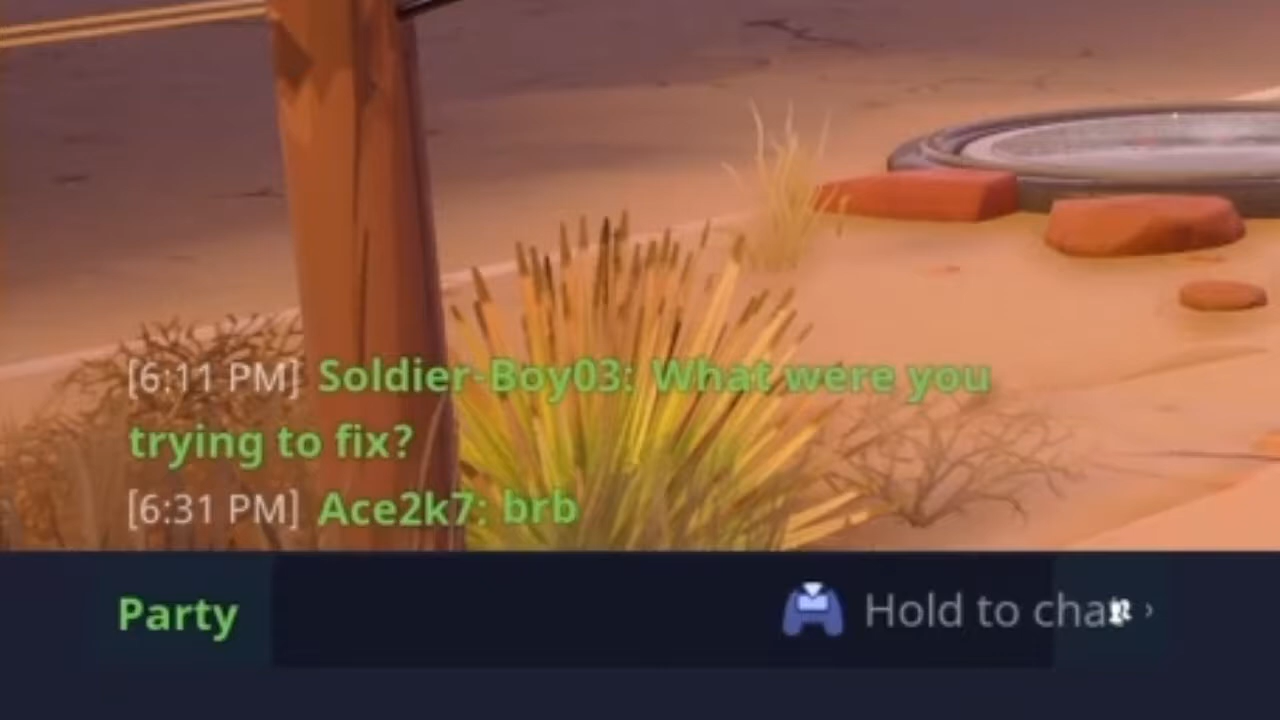 [6:11 PM] Soldier-Boy03: What were you
trying to fix?
[6:31 PM] Ace2k7: brb
Party
Hold to chat